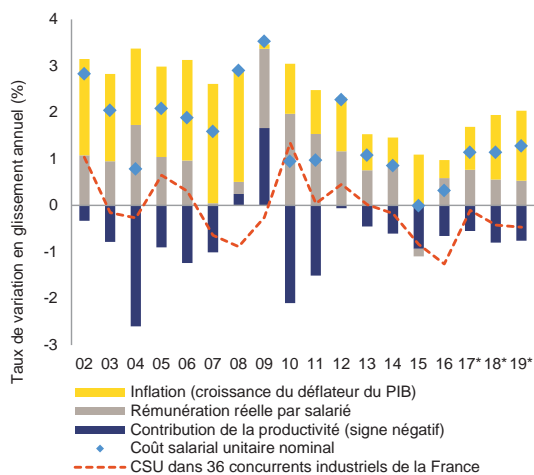 Taux de variation en glissement annuel (%)
4
3
2
1
0
-1
-2
-3
02 03 04 05 06 07 08 09 10 11 12 13 14 15 16 17* 18* 19*
Inflation (croissance du déflateur du PIB)
Rémunération réelle par salarié
Contribution de la productivité (signe négatif)
Coût salarial unitaire nominal
CSU dans 36 concurrents industriels de la France